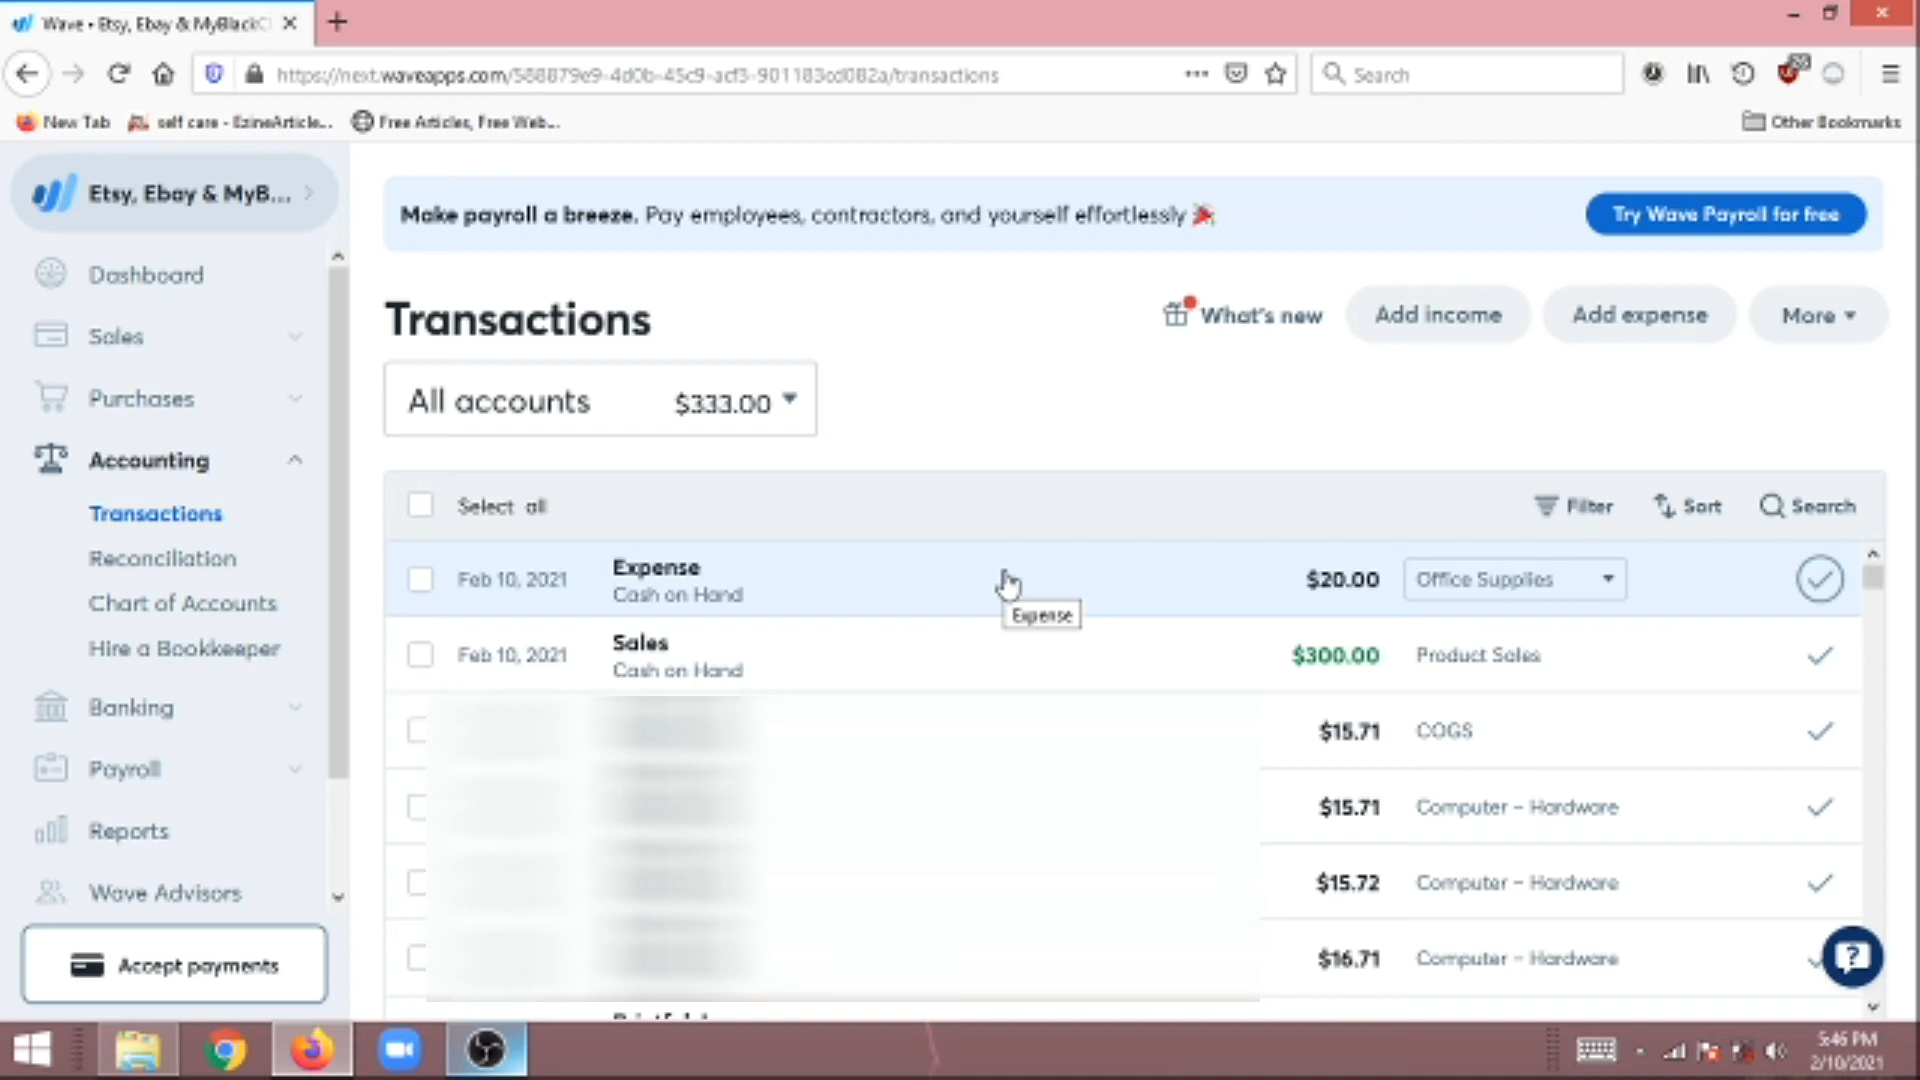 Wave • Etsy, Ebay & MyBlackC
https://next.waveapps.com/588879e9-4d0b-45c9-acf3-901183cd082a/transactions
Search
New Tab
self care - EzineArticle...
Free Articles, Free Web...
Other Bookmarks
Etsy, Ebay & MyB...
Dashboard
Sales
Purchases
Accounting
Transactions
Reconciliation
Chart of Accounts
Hire a Bookkeeper
Banking
Payroll
Reports
Wave Advisors
Accept payments
Make payroll a breeze. Pay employees, contractors, and yourself effortlessly
Try Wave Payroll for free
Transactions
What's new
Add income
Add expense
More
All accounts $333.00
Select all
Filter
Sort
Search
Feb 10, 2021 Expense $20.00 Office Supplies
Cash on Hand
Expense
Feb 10, 2021 Sales $300.00 Product Sales
Cash on Hand
$15.71 COGS
$15.71 Computer – Hardware
$15.72 Computer – Hardware
$16.71 Computer – Hardware
5:46 PM
2/10/2021